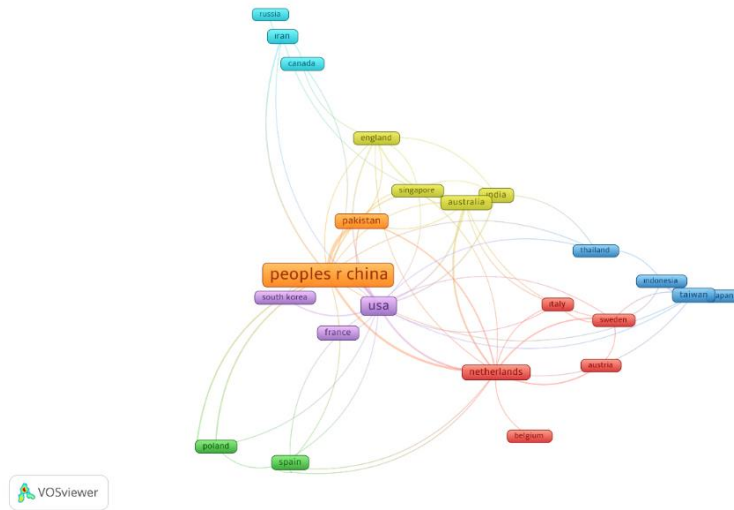 russia
iran
canada
england
singapore
india
australia
pakistan
thailand
peoples r china
indonesia
south korea
taiwan
japan
usa
italy
sweden
france
austria
netherlands
belgium
poland
spain
VOSviewer